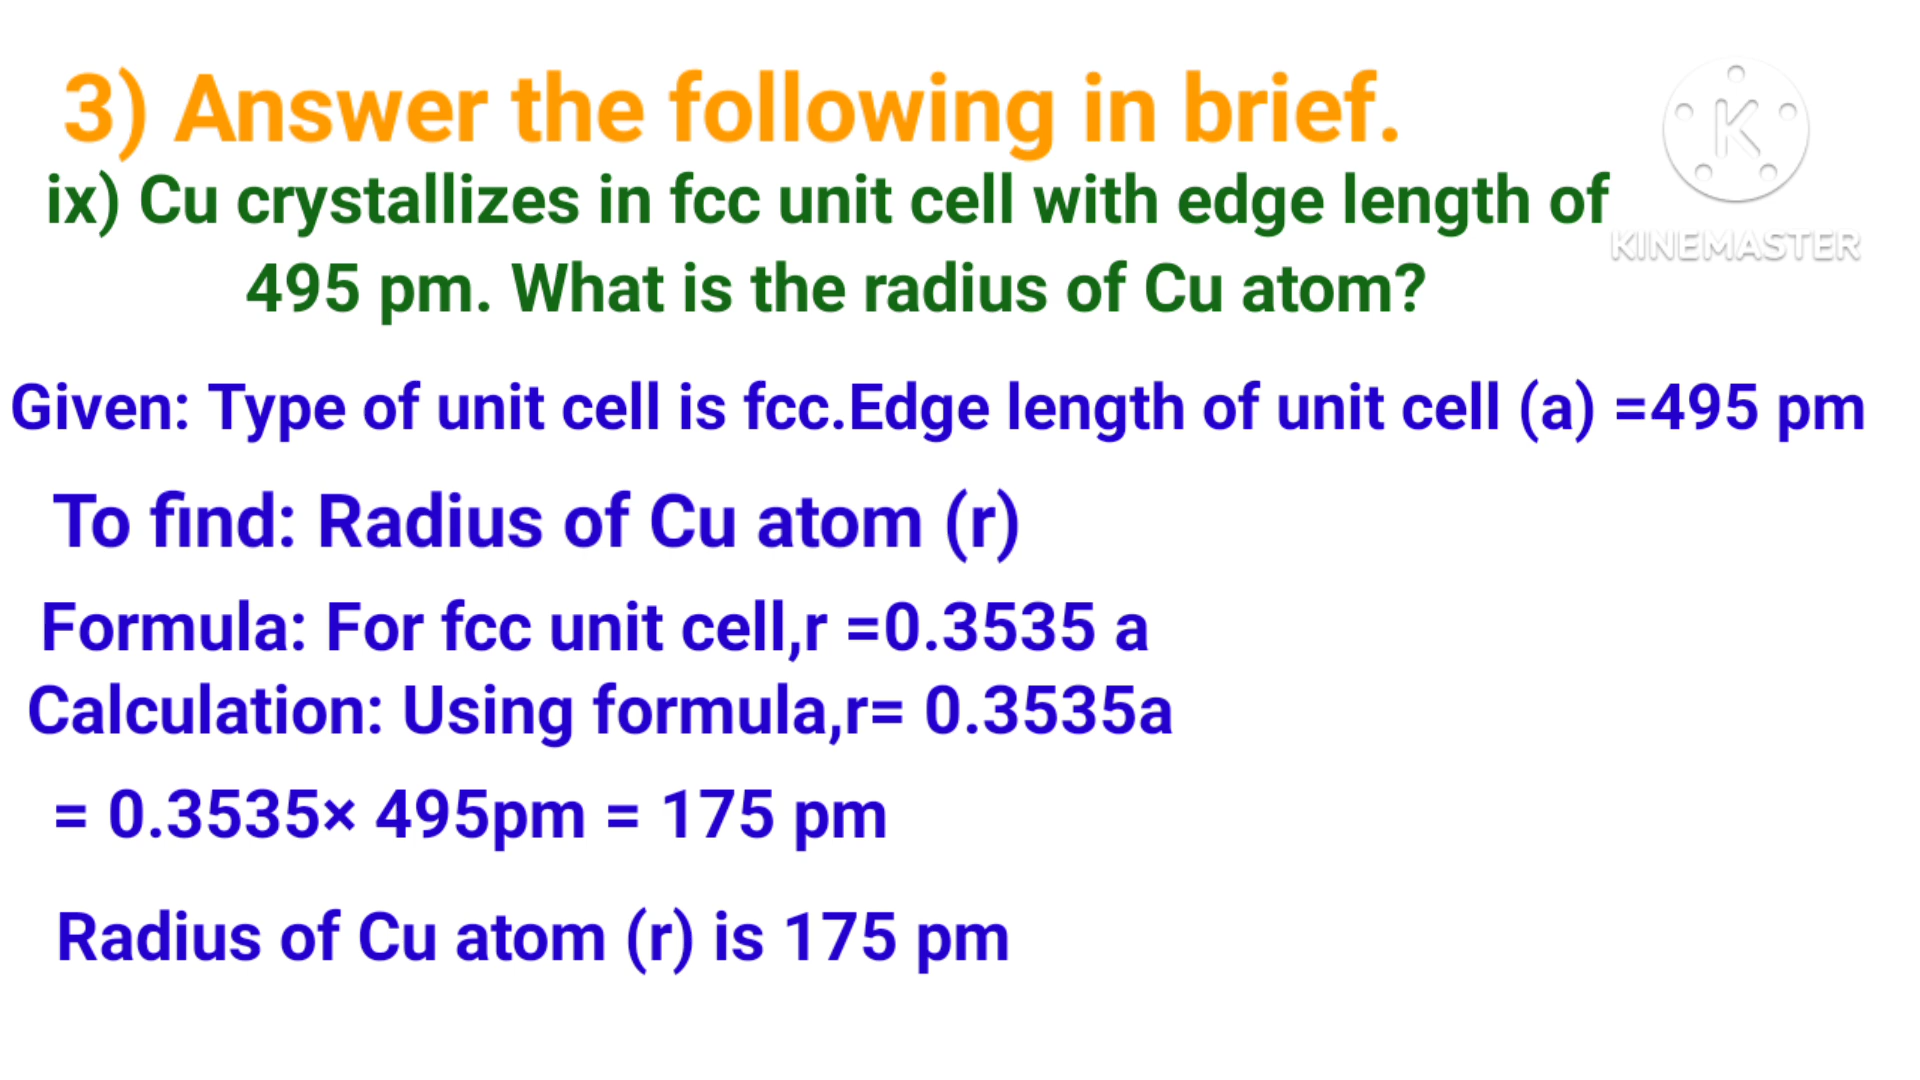 3) Answer the following in brief.
ix) Cu crystallizes in fcc unit cell with edge length of
495 pm. What is the radius of Cu atom?
K
KINEMASTER
Given: Type of unit cell is fcc.Edge length of unit cell (a) =495 pm
To find: Radius of Cu atom (r)
Formula: For fcc unit cell,r =0.3535 a
Calculation: Using formula,r= 0.3535a
= 0.3535× 495pm = 175 pm
Radius of Cu atom (r) is 175 pm